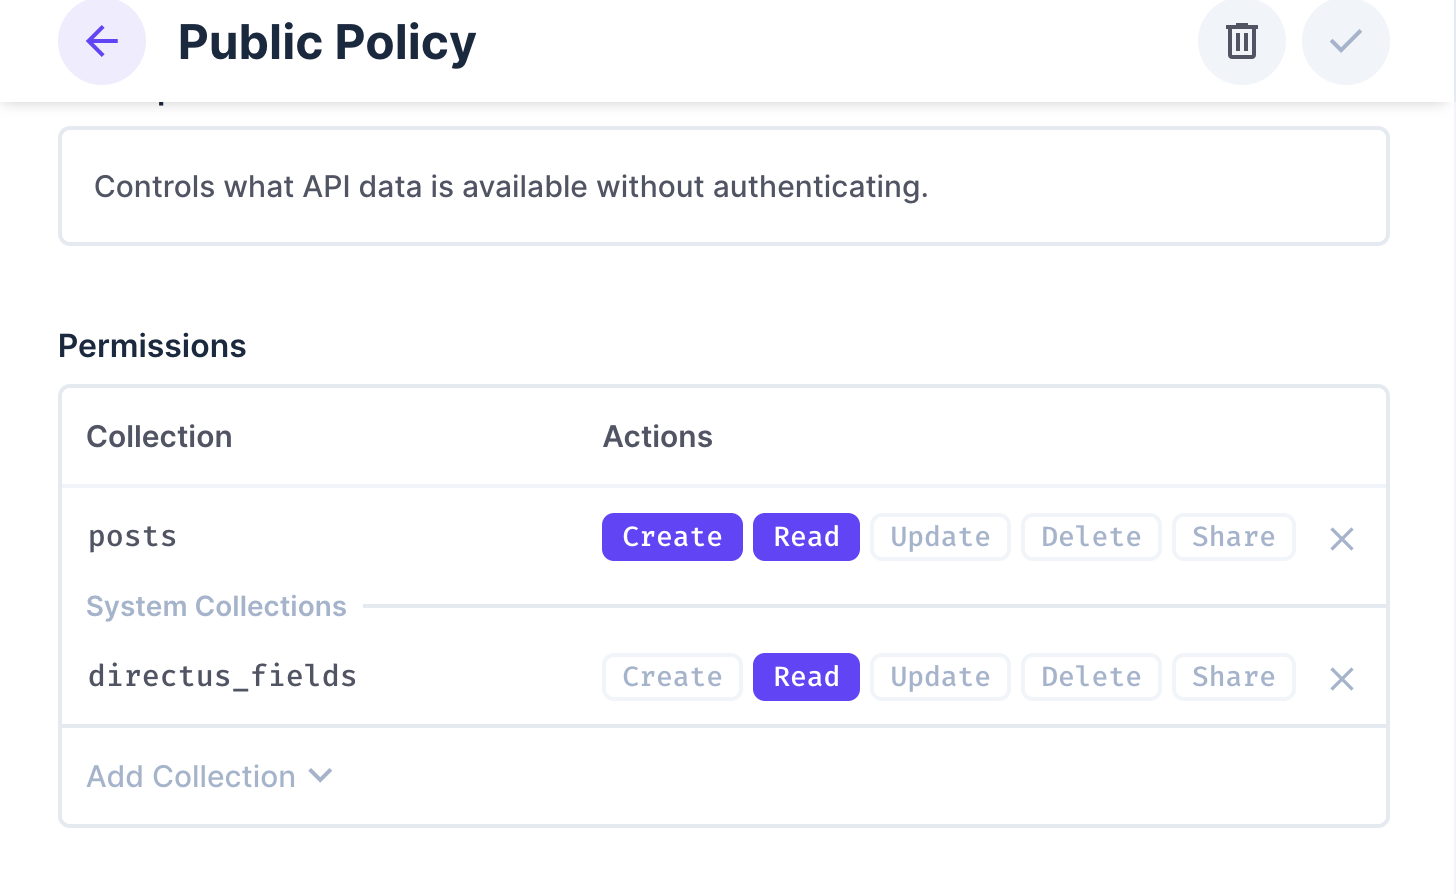 Public Policy
Controls what API data is available without authenticating.
Permissions
Collection Actions
posts Create Read Update Delete Share
System Collections
directus_fields Create Read Update Delete Share
Add Collection